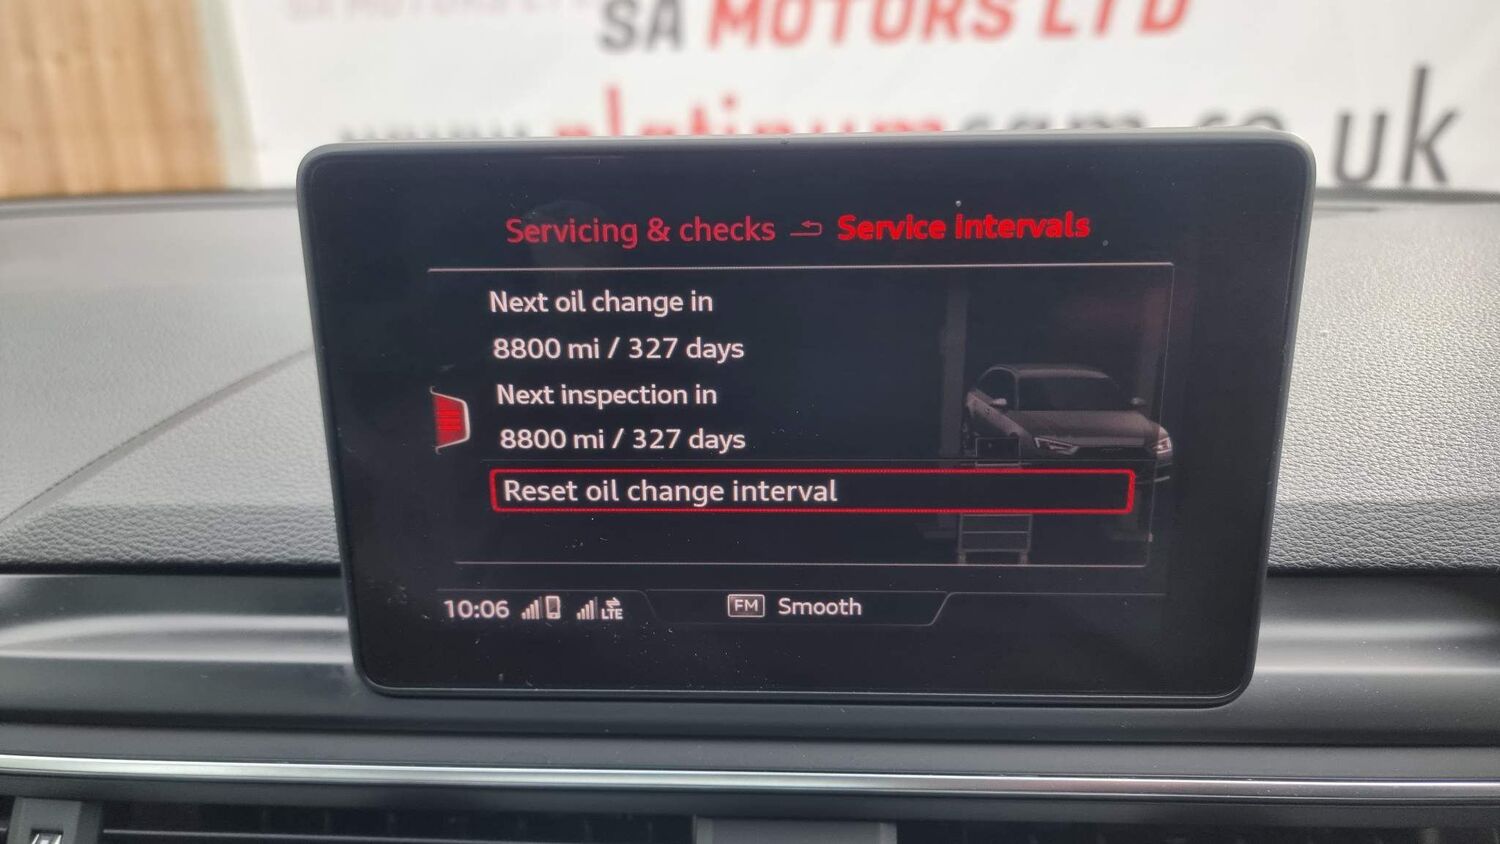 SA MOTORS LTD
Servicing & checks Service intervals
Next oil change in
8800 mi / 327 days
Next inspection in
8800 mi / 327 days
Reset oil change interval
10:06 LTE FM Smooth